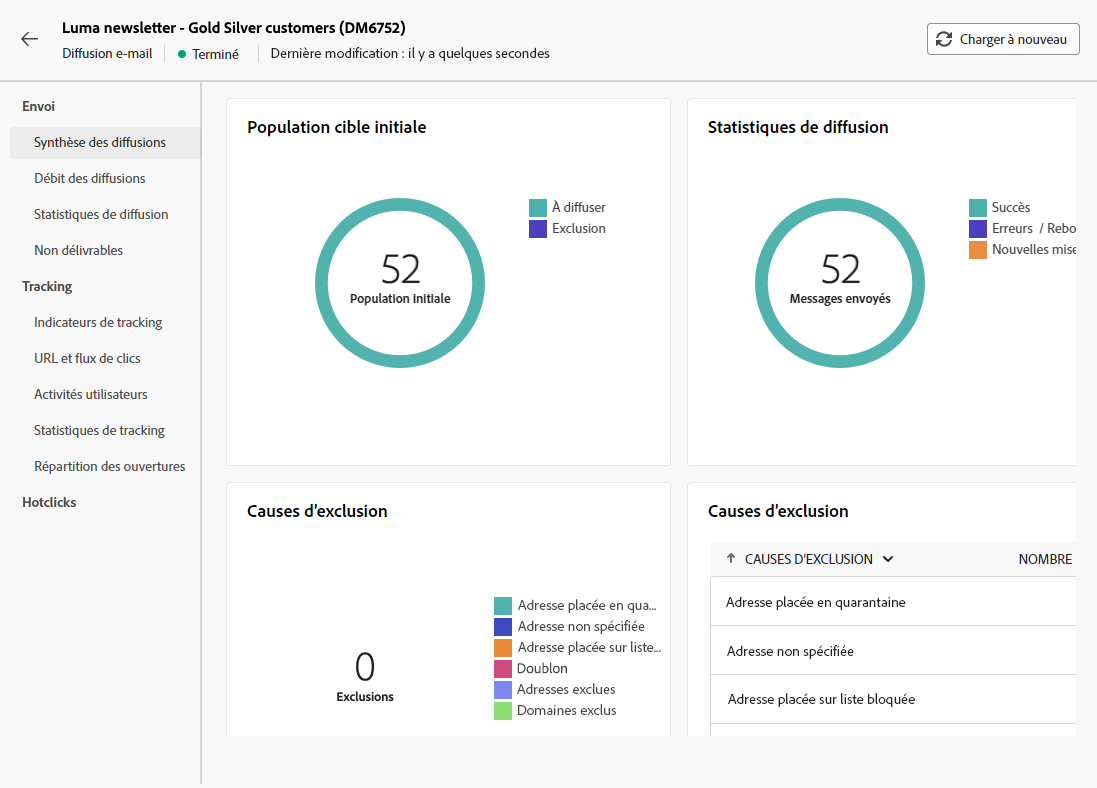 Luma newsletter - Gold Silver customers (DM6752)
Diffusion e-mail
Terminé
Dernière modification : il y a quelques secondes
Charger à nouveau
Envoi
Synthèse des diffusions
Débit des diffusions
Statistiques de diffusion
Non délivrables
Tracking
Indicateurs de tracking
URL et flux de clics
Activités utilisateurs
Statistiques de tracking
Répartition des ouvertures
Hotclicks
Population cible initiale
52
Population initiale
À diffuser
Exclusion
Statistiques de diffusion
52
Messages envoyés
Succès
Erreurs / Rebo
Nouvelles mise
Causes d'exclusion
0
Exclusions
Adresse placée en qua...
Adresse non spécifiée
Adresse placée sur liste...
Doublon
Adresses exclues
Domaines exclus
Causes d'exclusion
CAUSES D'EXCLUSION
NOMBRE
Adresse placée en quarantaine
Adresse non spécifiée
Adresse placée sur liste bloquée